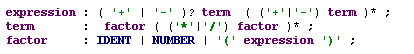 expression : ( '+' | '-' )? term ( ('+'|'-') term )* ;
term : factor ( ('*'|'/') factor )* ;
factor : IDENT | NUMBER | '(' expression ')' ;